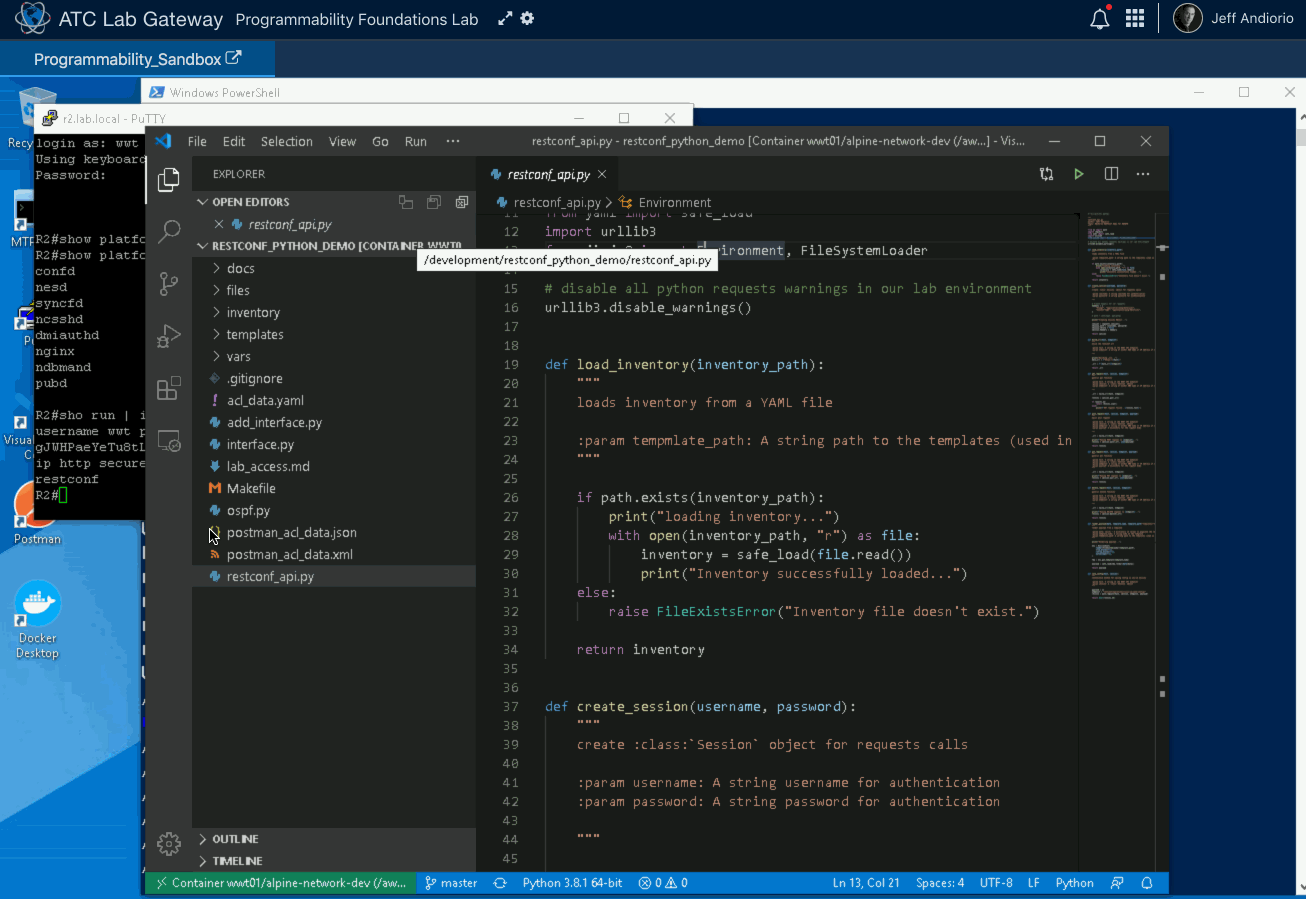 ATC Lab Gateway Programmability Foundations Lab
Jeff Andiorio
Programmability_Sandbox
Windows PowerShell
r2.lab.local - PuTTY
login as: wwt
Using keyboard
Password:
R2#show platfo
R2#show platfo
confd
nesd
syncfd
ncsshd
dmiauthd
nginx
ndbmand
pubd
R2#sho run | i
username wwt p
gJWHPaeYeTu8tL
ip http secure
restconf
R2#
Recy
MTP
Visua
Postman
Docker
Desktop
File Edit Selection View Go Run ···
restconf_api.py - restconf_python_demo [Container wwt01/alpine-network-dev (/aw...] - Vis...
EXPLORER
OPEN EDITORS
restconf_api.py
RESTCONF_PYTHON_DEMO [CONTAINER WWT0
docs
files
inventory
templates
vars
.gitignore
acl_data.yaml
add_interface.py
interface.py
lab_access.md
Makefile
ospf.py
postman_acl_data.json
postman_acl_data.xml
restconf_api.py
OUTLINE
TIMELINE
restconf_api.py
restconf_api.py > Environment
11 from yaml import safe_load
12 import urllib3
vironment, FileSystemLoader
/development/restconf_python_demo/restconf_api.py
15 # disable all python requests warnings in our lab environment
16 urllib3.disable_warnings()
17
18
19 def load_inventory(inventory_path):
20 """
21 loads inventory from a YAML file
22
23 :param tempmlate_path: A string path to the templates (used in
24 """
25
26 if path.exists(inventory_path):
27 print("loading inventory...")
28 with open(inventory_path, "r") as file:
29 inventory = safe_load(file.read())
30 print("Inventory successfully loaded...")
31 else:
32 raise FileExistsError("Inventory file doesn't exist.")
33
34 return inventory
35
36
37 def create_session(username, password):
38 """
39 create :class:`Session` object for requests calls
40
41 :param username: A string username for authentication
42 :param password: A string password for authentication
43
44 """
45
Container wwt01/alpine-network-dev (/aw... master Python 3.8.1 64-bit 0 0 Ln 13, Col 21 Spaces: 4 UTF-8 LF Python